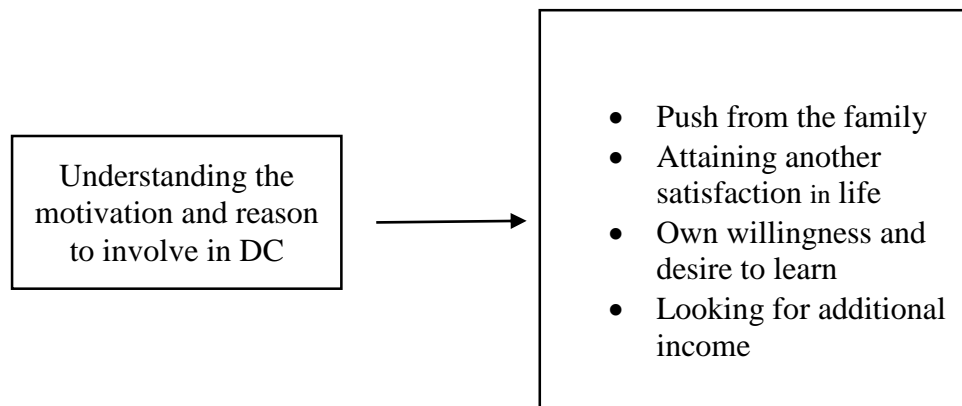 Understanding the
motivation and reason
to involve in DC
• Push from the family
• Attaining another
satisfaction in life
• Own willingness and
desire to learn
• Looking for additional
income